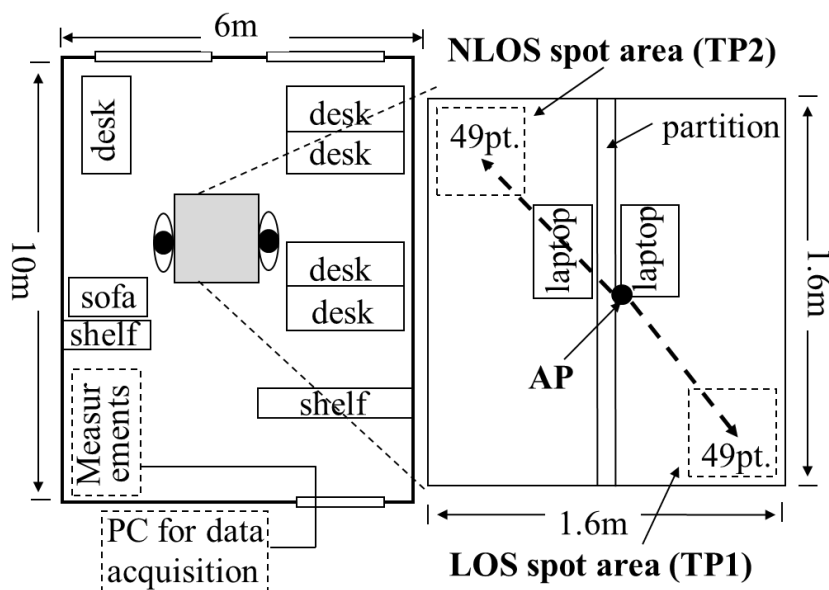 6m
10m
desk
desk
desk
desk
desk
sofa
shelf
shelf
Measur
ements
PC for data
acquisition
NLOS spot area (TP2)
49pt.
partition
laptop
laptop
AP
49pt.
1.6m
1.6m
LOS spot area (TP1)